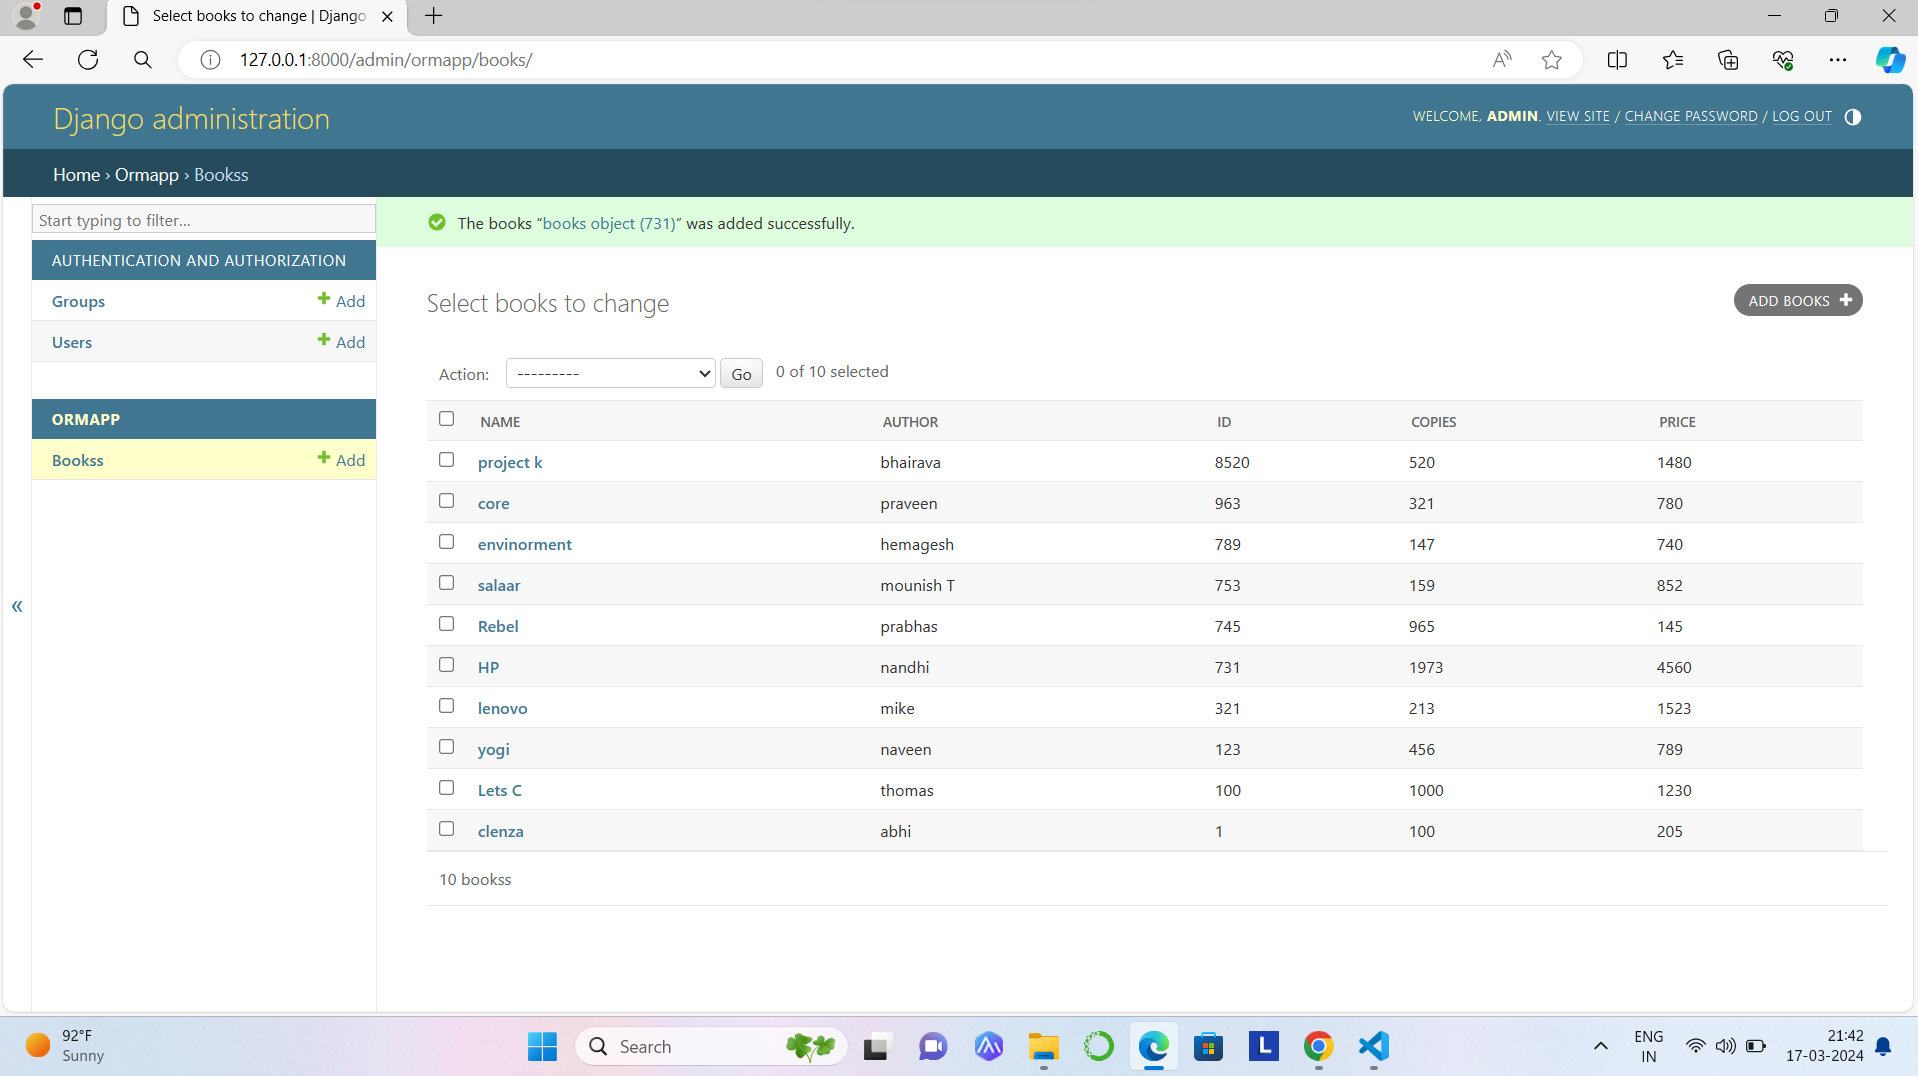 Select books to change | Django
127.0.0.1:8000/admin/ormapp/books/
Django administration
WELCOME, ADMIN. VIEW SITE / CHANGE PASSWORD / LOG OUT
Home › Ormapp › Bookss
Start typing to filter...
AUTHENTICATION AND AUTHORIZATION
Groups + Add
Users + Add
ORMAPP
Bookss + Add
«
The books “books object (731)” was added successfully.
Select books to change
ADD BOOKS +
Action: --------- Go 0 of 10 selected
NAME AUTHOR ID COPIES PRICE
project k bhairava 8520 520 1480
core praveen 963 321 780
envinorment hemagesh 789 147 740
salaar mounish T 753 159 852
Rebel prabhas 745 965 145
HP nandhi 731 1973 4560
lenovo mike 321 213 1523
yogi naveen 123 456 789
Lets C thomas 100 1000 1230
clenza abhi 1 100 205
10 bookss
92°F
Sunny
Search
L
ENG
IN
21:42
17-03-2024